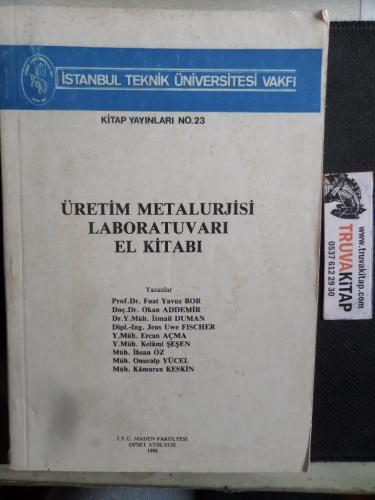 İSTANBUL TEKNİK ÜNİVERSİTESİ VAKFI
KİTAP YAYINLARI NO.23
ÜRETİM METALURJİSİ
LABORATUVARI
EL KİTABI
Yazanlar
Prof.Dr. Fuat Yavuz BOR
Doç.Dr. Okan ADDEMİR
Dr.Y.Müh. İsmail DUMAN
Dipl.-Ing. Jens Uwe FISCHER
Y.Müh. Ercan AÇMA
Y.Müh. Kelâmi ŞEŞEN
Müh. İhsan ÖZ
Müh. Onuralp YÜCEL
Müh. Kâmuran KESKİN
İ.T.Ü. MADEN FAKÜLTESİ
OFSET ATÖLYESİ
www.truvakitap.com
TRUVAKİTAP
0537 612 29 30